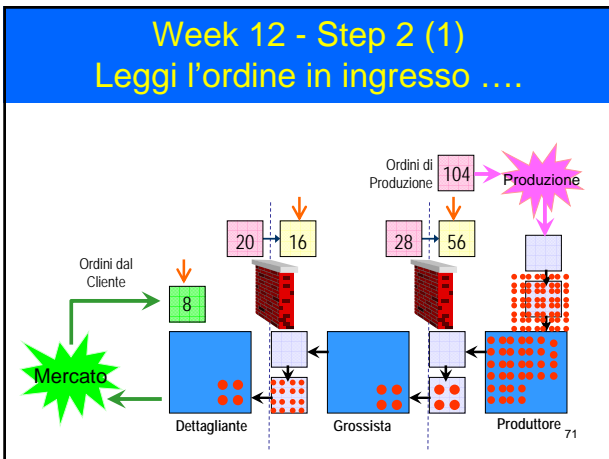 Week 12 - Step 2 (1)
Leggi l'ordine in ingresso ....
Ordini di
Produzione
104
Produzione
20
16
28
56
Ordini dal
Cliente
8
Mercato
Dettagliante
Grossista
Produttore
71